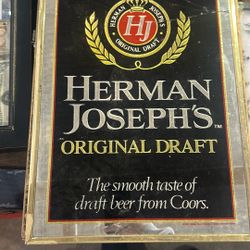 HERMAN JOSEPH'S
HJ
ORIGINAL DRAFT
HERMAN
JOSEPH'S™
ORIGINAL DRAFT
The smooth taste of
draft beer from Coors.